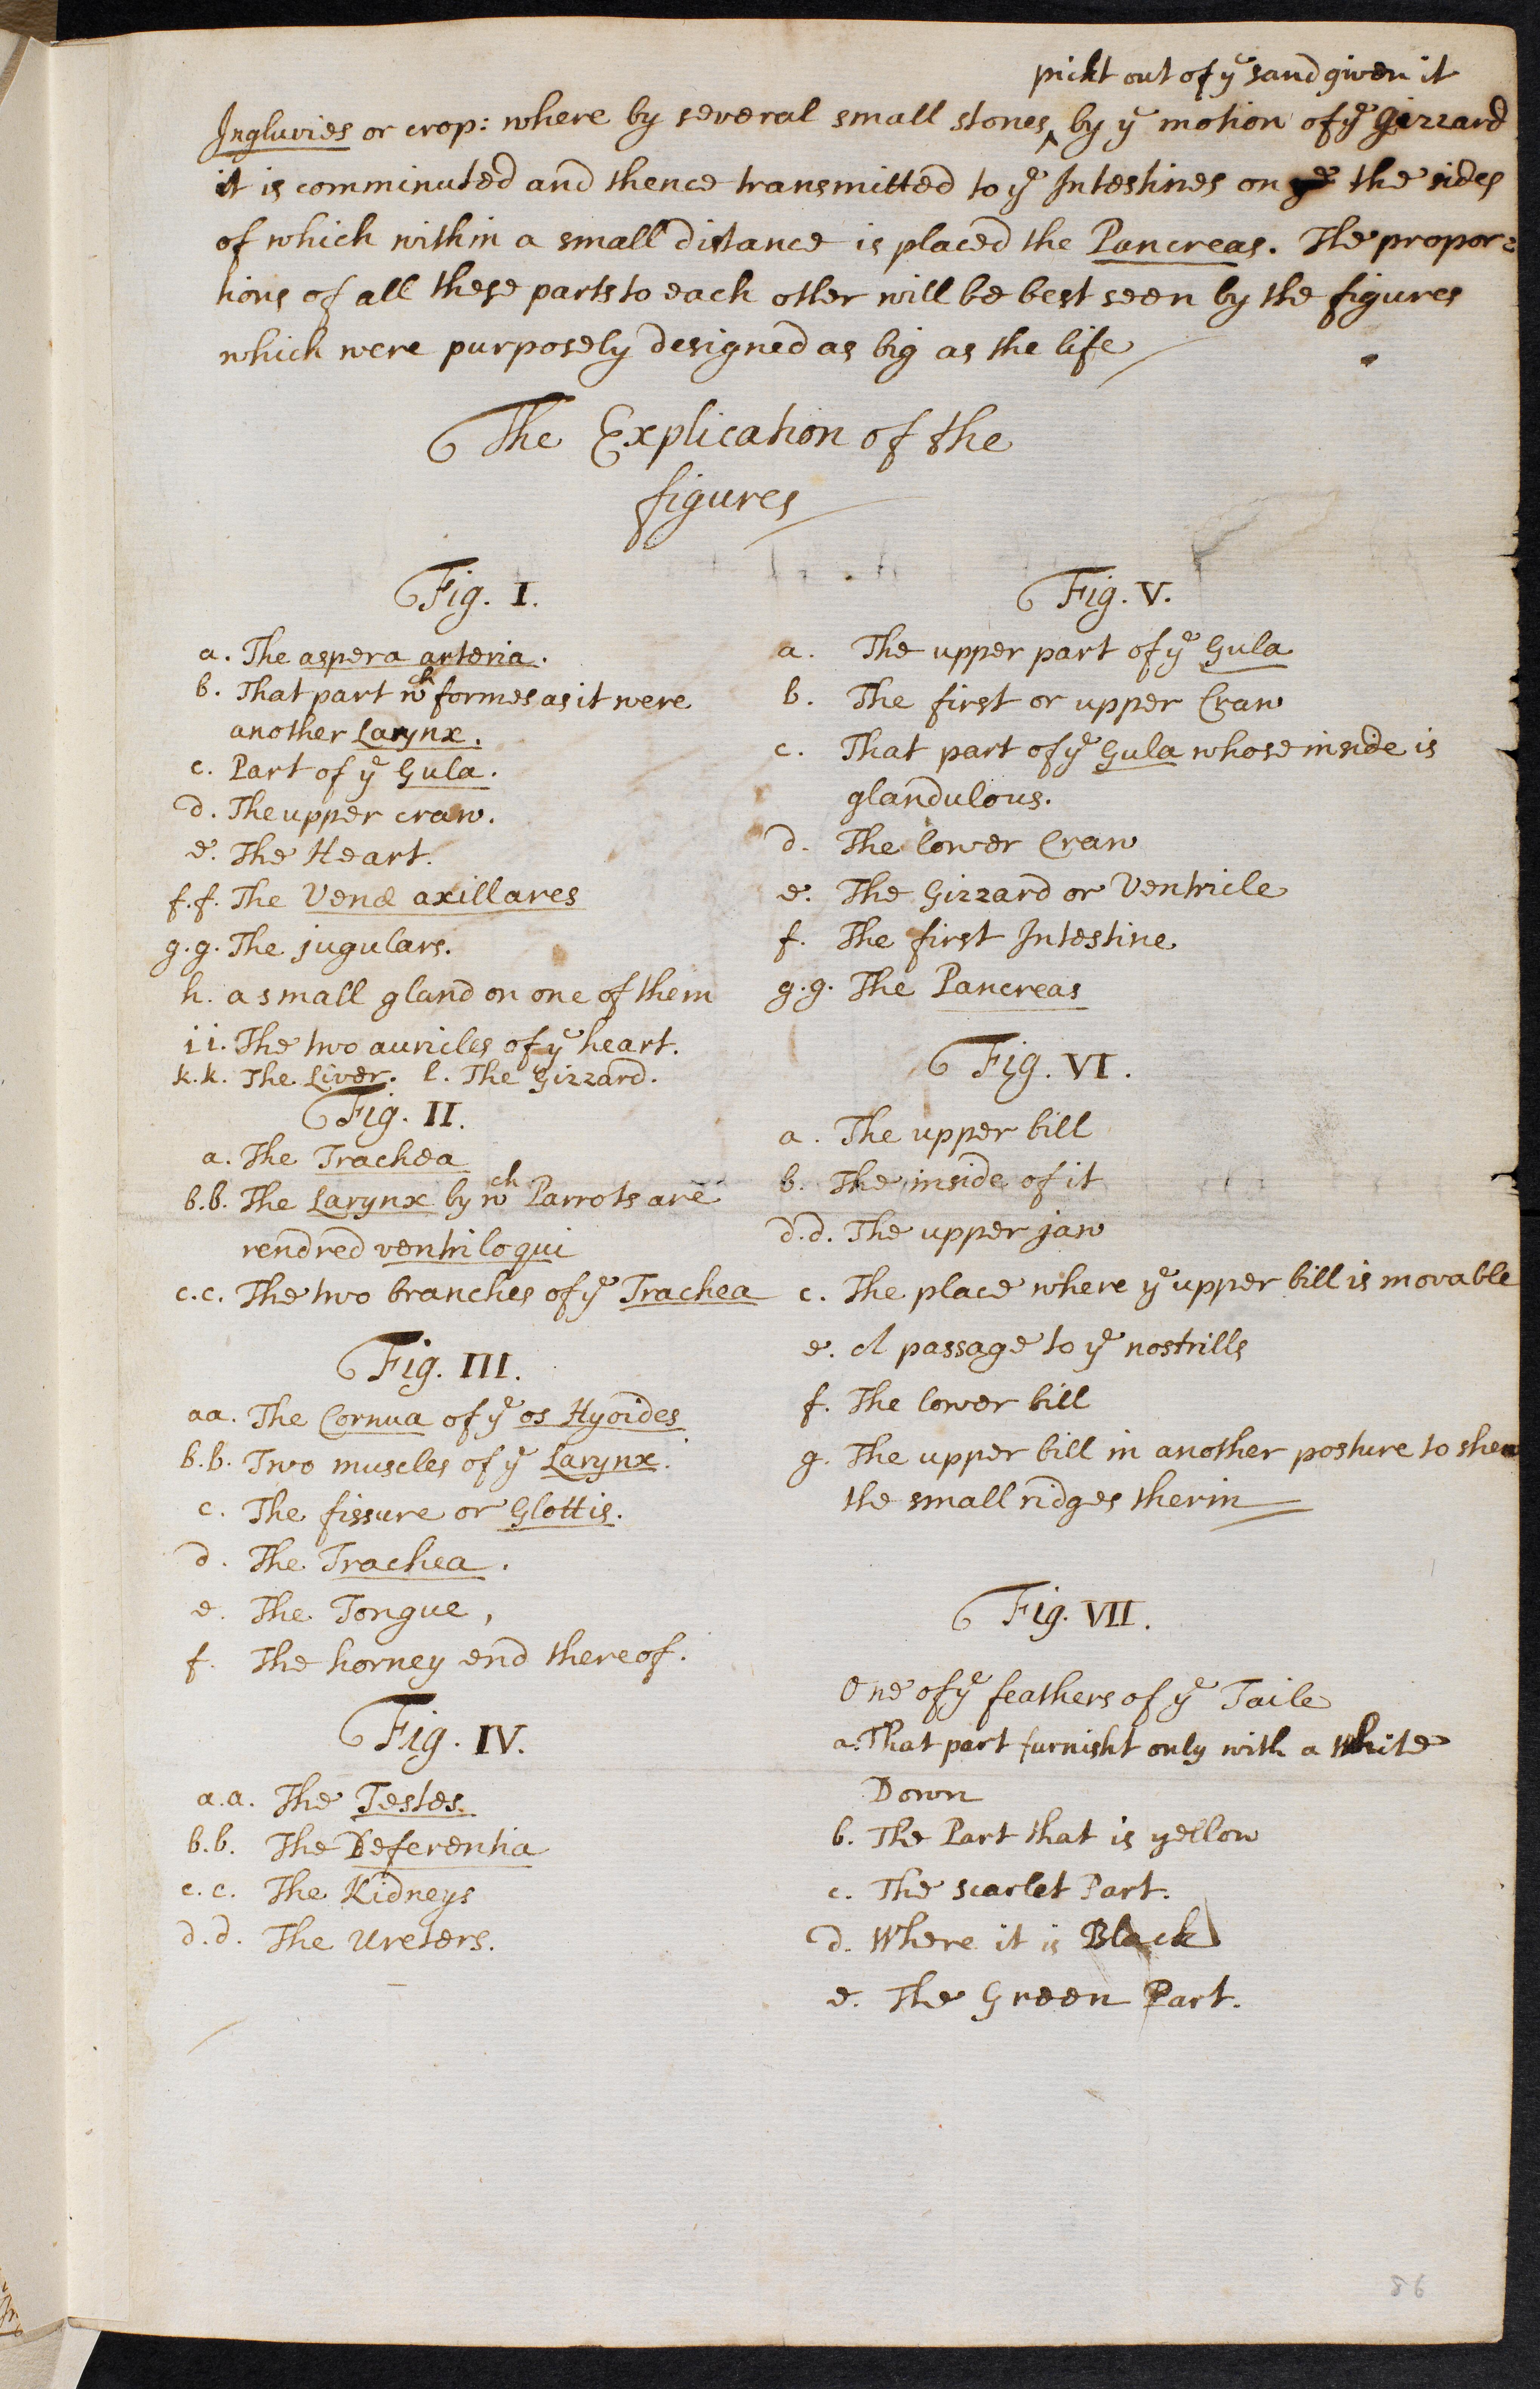 pickt out of yᵉ sand given it
Ingluvies or crop: where by several small stones ‸ by yᵉ motion of yᵉ Gizzard
it is comminuted and thence transmitted to yᵉ Intestines on the sides
of which within a small distance is placed the Pancreas. The propor=
tions of all these parts to each other will be best seen by the figures
which were purposely designed as big as the life
The Explication of the
figures
Fig. I.
a. The aspera arteria.
b. That part wᶜʰ formes as it were
another Larynx.
c. Part of yᵉ Gula.
d. The upper craw.
e. The Heart.
f.f. The Venæ axillares
g.g. The jugulars.
h. a small gland on one of them
i i. The two auricles of yᵉ heart.
k.k. The Liver. l. The Gizzard.
Fig. II.
a. The Trachea
b.b. The Larynx by wᶜʰ Parrots are
rendred ventriloqui
c.c. The two branches of yᵉ Trachea
Fig. III.
aa. The Cornua of yᵉ os Hyoides
b.b. Two muscles of yᵉ Larynx.
c. The fissure or Glottis.
d. The Trachea.
e. The Tongue,
f. The horney end thereof.
Fig. IV.
a.a. The Testes.
b.b. The Deferentia
c.c. The Kidneys
d.d. The Ureters.
Fig. V.
a. The upper part of yᵉ Gula
b. The first or upper Craw
c. That part of yᵉ Gula whose inside is
glandulous.
d. The lower Craw
e. The Gizzard or Ventricle
f. The first Intestine
g.g. The Pancreas
Fig. VI.
a. The upper bill
b. The inside of it
d.d. The upper jaw
c. The place where yᵉ upper bill is movable
e. A passage to yᵉ nostrills
f. The lower bill
g. The upper bill in another posture to shew
the small ridges therin
Fig. VII.
One of yᵉ feathers of yᵉ Taile
a. That part furnisht only with a white
Down
b. The Part that is yellow
c. The scarlet Part.
d. Where it is Black
e. The Green Part.
86